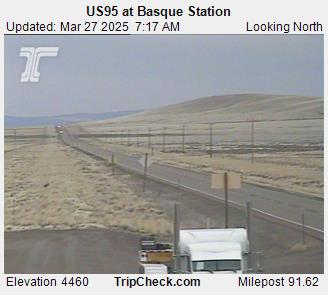 US95 at Basque Station
Updated: Mar 27 2025 7:17 AM Looking North
Elevation 4460 TripCheck.com Milepost 91.62